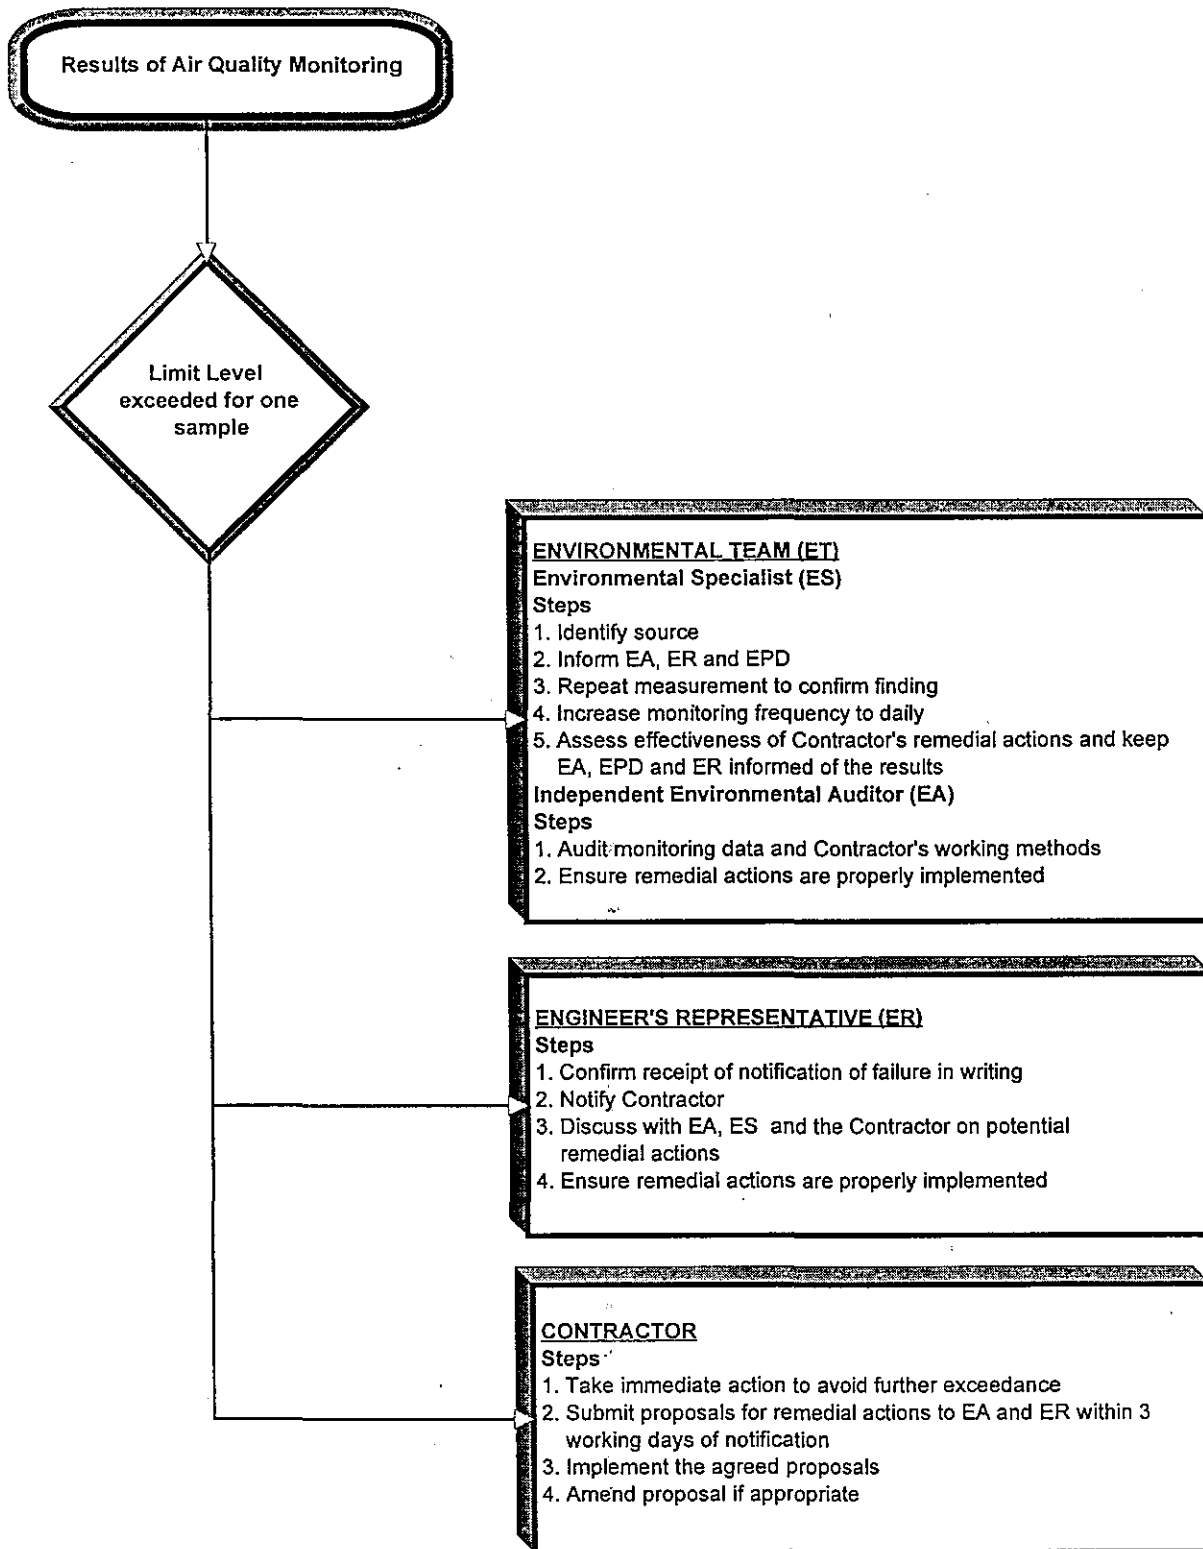 Results of Air Quality Monitoring
Limit Level
exceeded for one
sample
ENVIRONMENTAL TEAM (ET)
Environmental Specialist (ES)
Steps
1. Identify source
2. Inform EA, ER and EPD
3. Repeat measurement to confirm finding
4. Increase monitoring frequency to daily
5. Assess effectiveness of Contractor's remedial actions and keep
EA, EPD and ER informed of the results
Independent Environmental Auditor (EA)
Steps
1. Audit monitoring data and Contractor's working methods
2. Ensure remedial actions are properly implemented
ENGINEER'S REPRESENTATIVE (ER)
Steps
1. Confirm receipt of notification of failure in writing
2. Notify Contractor
3. Discuss with EA, ES and the Contractor on potential
remedial actions
4. Ensure remedial actions are properly implemented
CONTRACTOR
Steps
1. Take immediate action to avoid further exceedance
2. Submit proposals for remedial actions to EA and ER within 3
working days of notification
3. Implement the agreed proposals
4. Amend proposal if appropriate